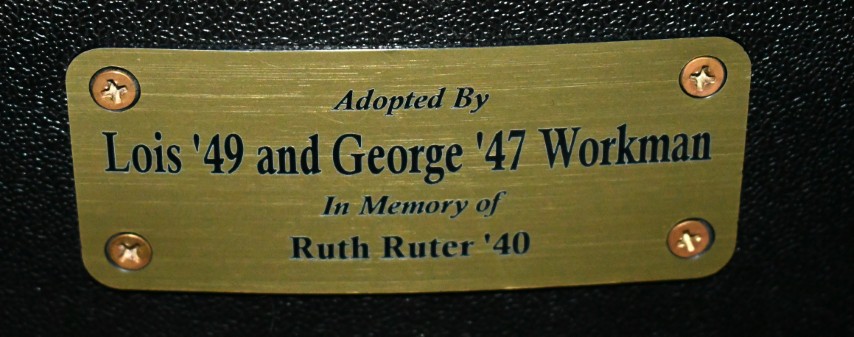 Adopted By
Lois '49 and George '47 Workman
In Memory of
Ruth Ruter '40